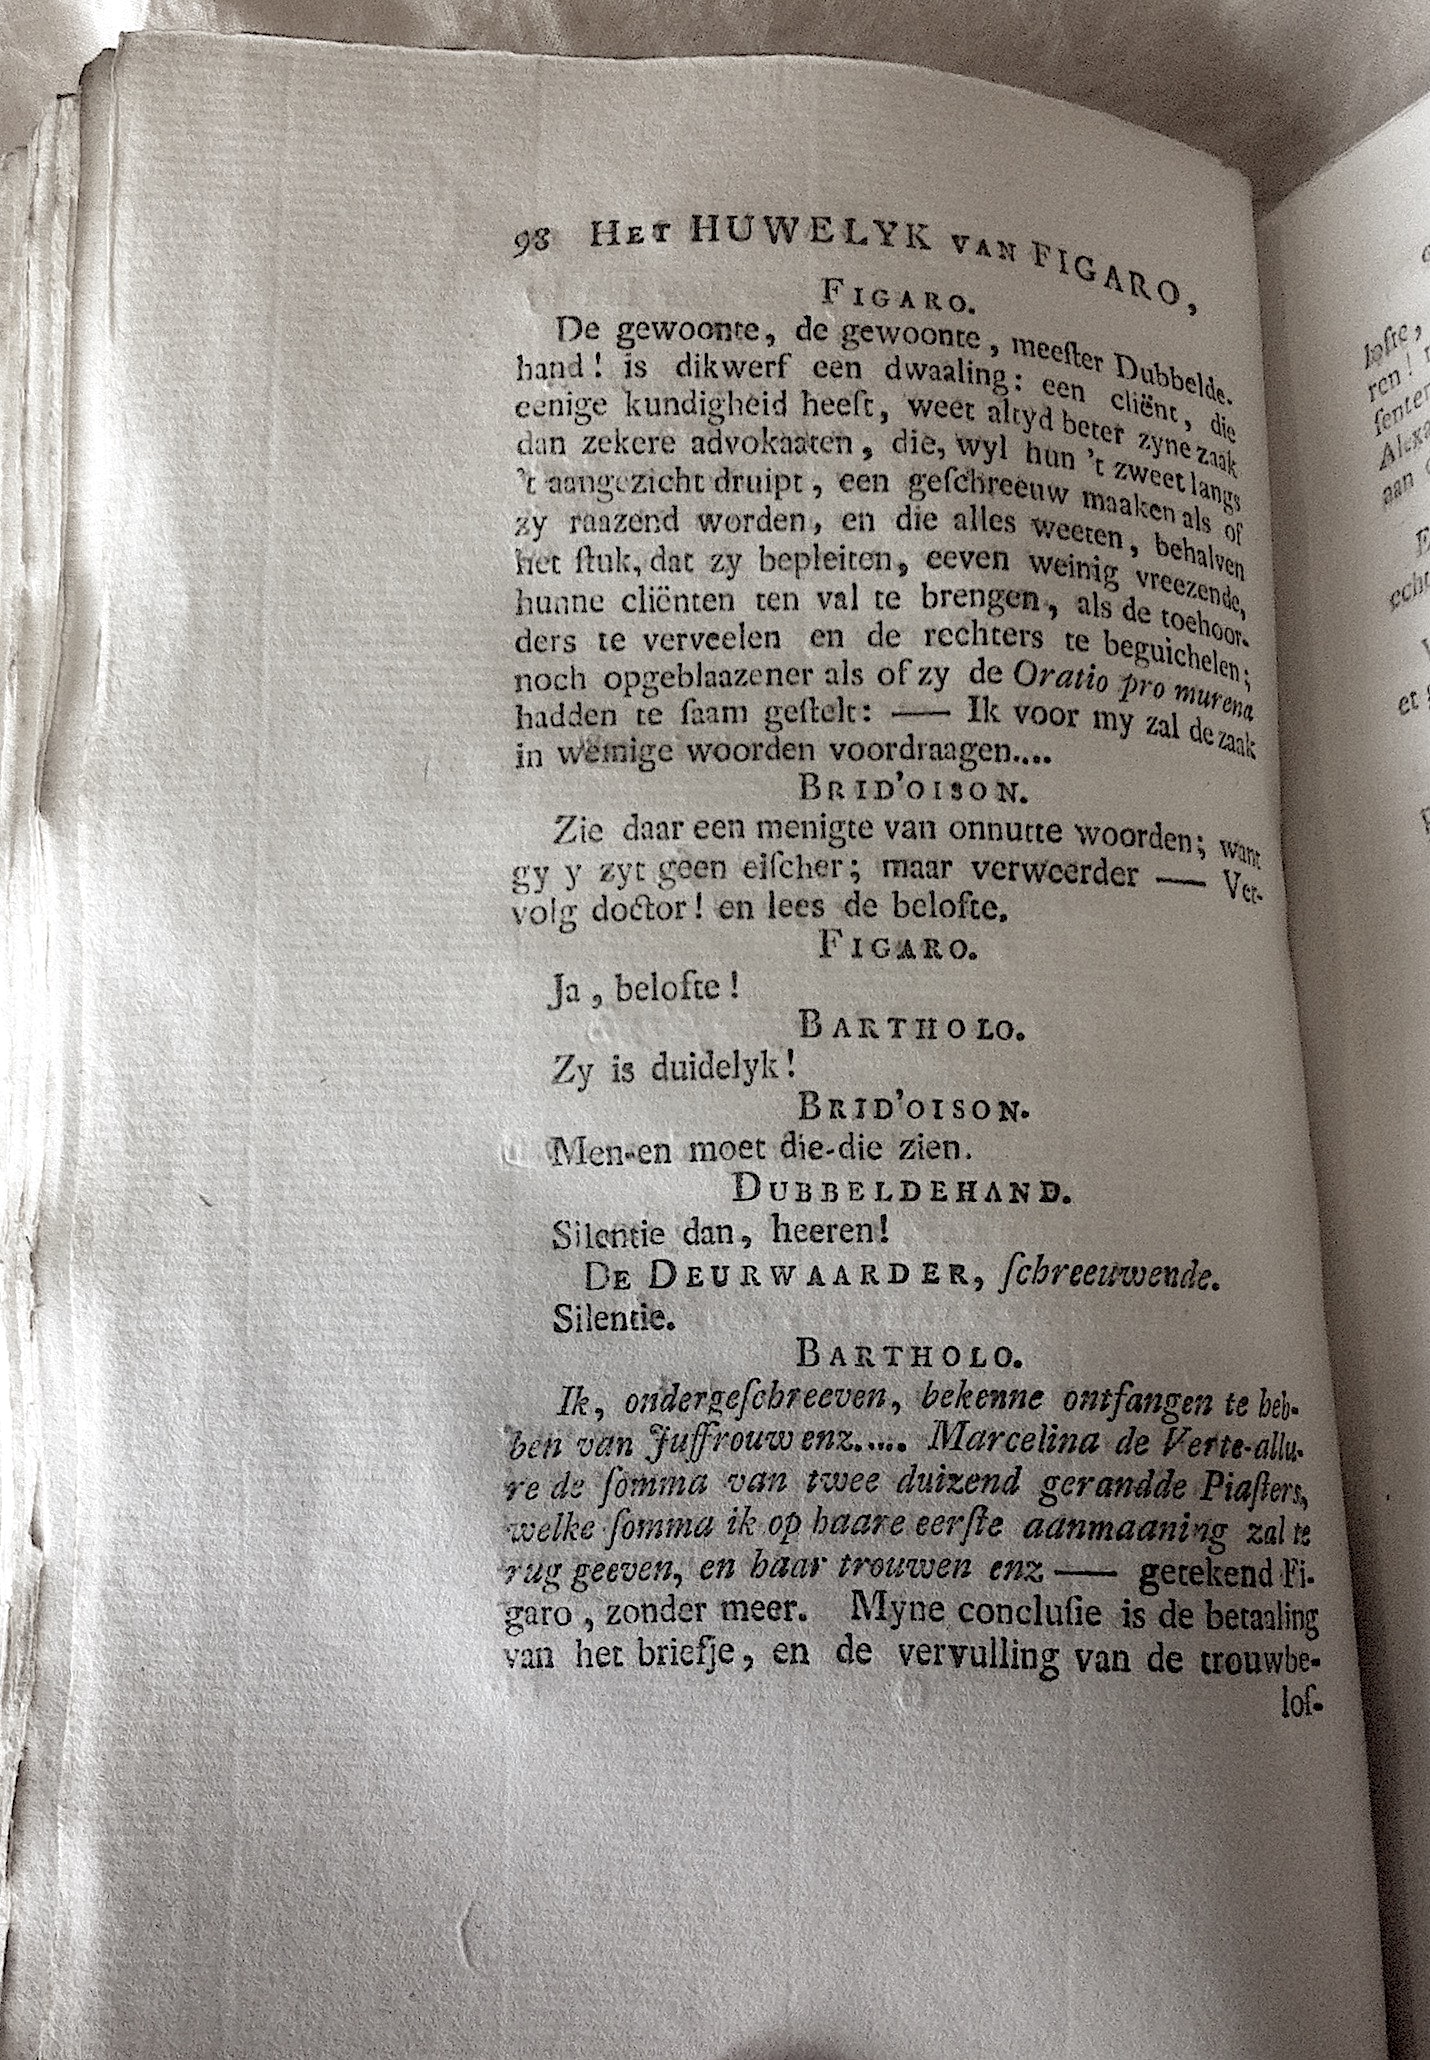 98 HET HUWELYK VAN FIGARO,
FIGARO.
De gewoonte, de gewoonte, meeſter Dubbelde-
hand! is dikwerf een dwaaling: een cliënt, die
eenige kundigheid heeft, weet altyd beter zyne zaak
dan zekere advokaaten, die, wyl hun 't zweet langs
't aangezicht druipt, een geſchreeuw maaken als of
zy raazend worden, en die alles weeten, behalven
het ſtuk, dat zy bepleiten, eeven weinig vreezende,
hunne cliënten ten val te brengen, als de toehoor-
ders te verveelen en de rechters te beguichelen;
noch opgeblaazener als of zy de Oratio pro murena
hadden te ſaam geſtelt: —— Ik voor my zal de zaak
in weinige woorden voordraagen....
BRID'OISON.
Zie daar een menigte van onnutte woorden; want
gy y zyt geen eiſcher; maar verweerder —— Ver-
volg doctor! en lees de belofte.
FIGARO.
Ja, belofte!
BARTHOLO.
Zy is duidelyk!
BRID'OISON.
Men-en moet die-die zien.
DUBBELDEHAND.
Silentie dan, heeren!
DE DEURWAARDER, ſchreeuwende.
Silentie.
BARTHOLO.
Ik, ondergeſchreeven, bekenne ontfangen te heb-
ben van Juffrouw enz..... Marcelina de Verte-allu-
re de ſomma van twee duizend gerandde Piaſters,
welke ſomma ik op haare eerſte aanmaaning zal te
rug geeven, en haar trouwen enz —— getekend Fi-
garo, zonder meer. Myne concluſie is de betaaling
van het briefje, en de vervulling van de trouwbe-
lof-
lofte,
ren!
ſenten
Alexa
aan
echt
et